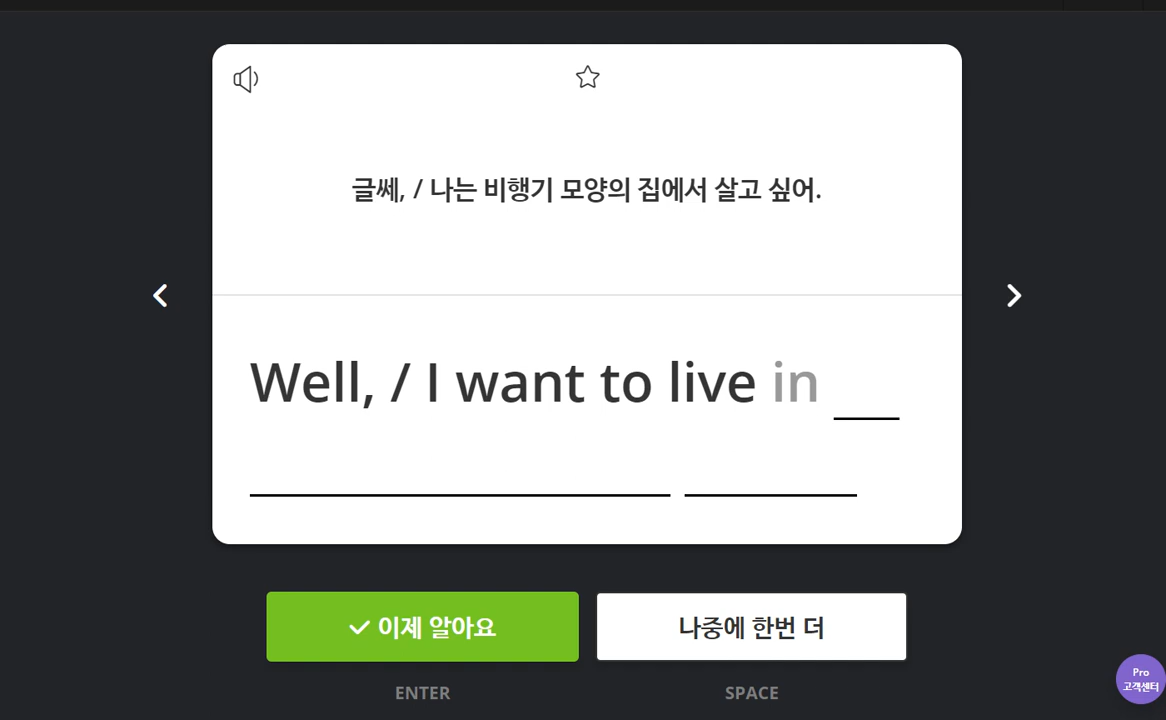 글쎄, / 나는 비행기 모양의 집에서 살고 싶어.
Well, / I want to live in
이제 알아요
나중에 한번 더
ENTER
SPACE
Pro
고객센터